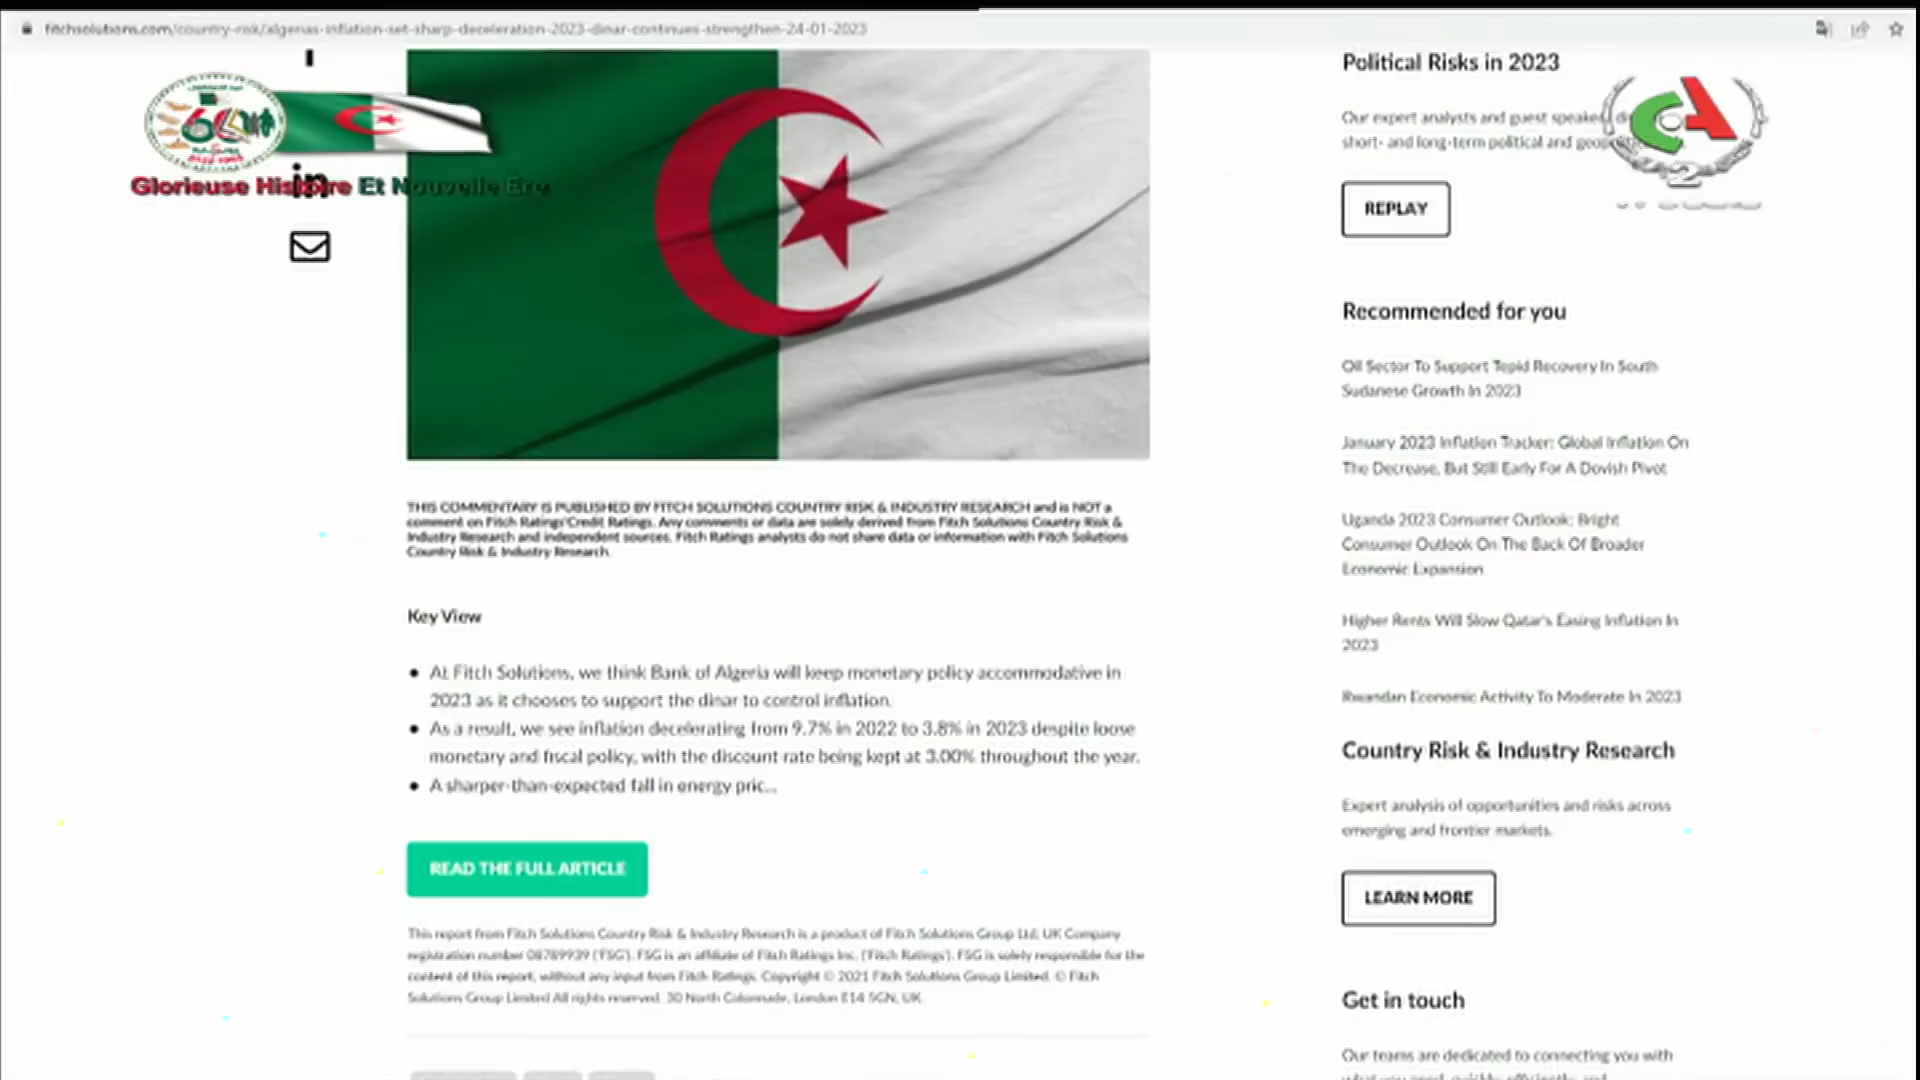 fitchsolutions.com/country-risk/algerias-inflation-set-sharp-deceleration-2023-dinar-continues-strengthen-24-01-2023
60
Glorieuse Histoire Et Nouvelle Ere
in
THIS COMMENTARY IS PUBLISHED BY FITCH SOLUTIONS COUNTRY RISK & INDUSTRY RESEARCH and is NOT a
comment on Fitch Ratings' Credit Ratings. Any comments or data are solely derived from Fitch Solutions Country Risk &
Industry Research and independent sources. Fitch Ratings analysts do not share data or information with Fitch Solutions
Country Risk & Industry Research.
Key View
● At Fitch Solutions, we think Bank of Algeria will keep monetary policy accommodative in
2023 as it chooses to support the dinar to control inflation.
● As a result, we see inflation decelerating from 9.7% in 2022 to 3.8% in 2023 despite loose
monetary and fiscal policy, with the discount rate being kept at 3.00% throughout the year.
● A sharper-than-expected fall in energy pric...
READ THE FULL ARTICLE
This report from Fitch Solutions Country Risk & Industry Research is a product of Fitch Solutions Group Ltd, UK Company
registration number 08789939 ('FSG'). FSG is an affiliate of Fitch Ratings Inc. ('Fitch Ratings'). FSG is solely responsible for the
content of this report, without any input from Fitch Ratings. Copyright © 2021 Fitch Solutions Group Limited. © Fitch
Solutions Group Limited All rights reserved. 30 North Colonnade, London E14 5GN, UK.
Political Risks in 2023
Our expert analysts and guest speaker
short- and long-term political and
CA
2
REPLAY
Recommended for you
Oil Sector To Support Tepid Recovery In South
Sudanese Growth In 2023
January 2023 Inflation Tracker: Global Inflation On
The Decrease, But Still Early For A Dovish Pivot
Uganda 2023 Consumer Outlook: Bright
Consumer Outlook On The Back Of Broader
Economic Expansion
Higher Rents Will Slow Qatar's Easing Inflation In
2023
Rwandan Economic Activity To Moderate In 2023
Country Risk & Industry Research
Expert analysis of opportunities and risks across
emerging and frontier markets.
LEARN MORE
Get in touch
Our teams are dedicated to connecting you with